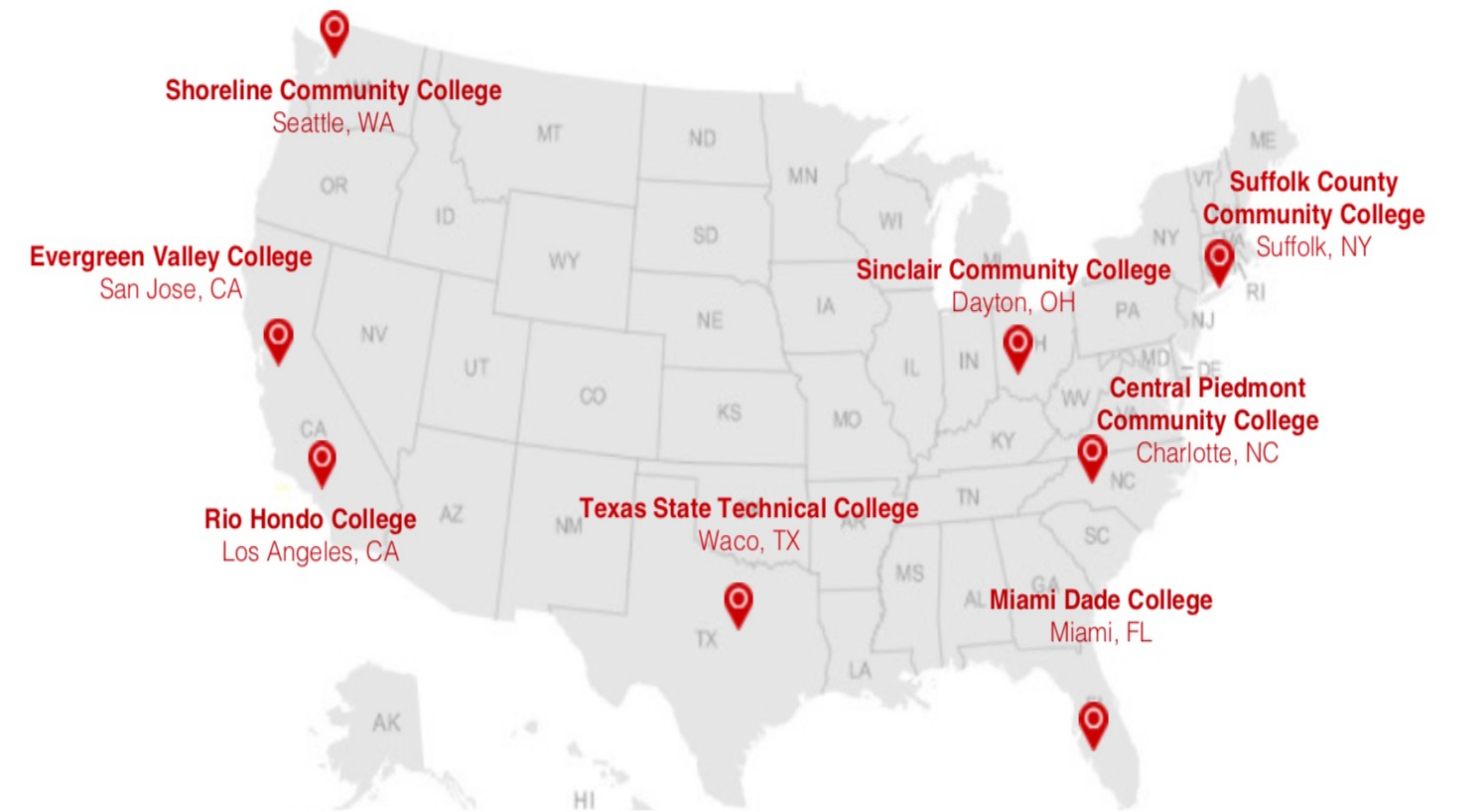 Shoreline Community College
Seattle, WA
MT
ND
ME
MN
OR
VT
Suffolk County
Community College
Suffolk, NY
ID
SD
WI
NY
Evergreen Valley College
San Jose, CA
WY
Sinclair Community College
Dayton, OH
RI
NV
NE
IA
PA
NJ
UT
CO
IL
IN
MD
DE
Central Piedmont
Community College
Charlotte, NC
KS
MO
KY
WV
CA
NC
TN
Rio Hondo College
Los Angeles, CA
AZ
NM
Texas State Technical College
Waco, TX
AR
SC
MS
AL
GA
Miami Dade College
Miami, FL
TX
LA
AK
HI